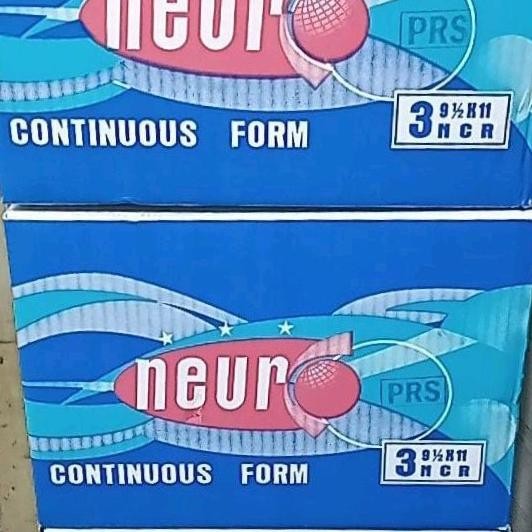 neuro
PRS
3 9½X11
NCR
CONTINUOUS FORM
neuro
PRS
3 9½X11
NCR
CONTINUOUS FORM